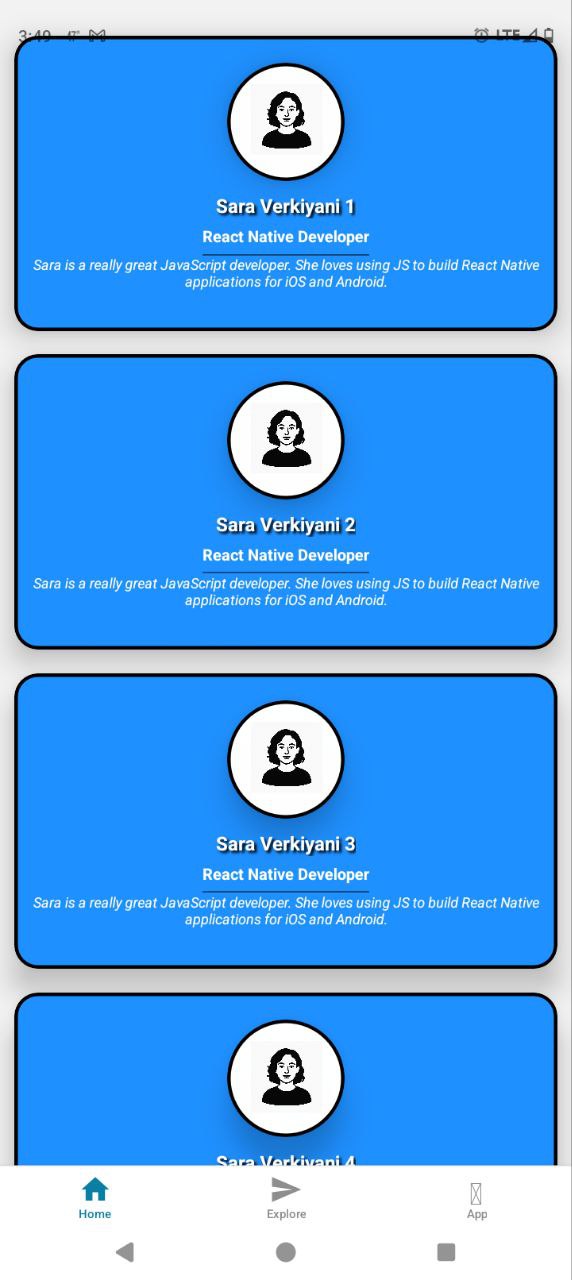 3:49 47° LTE
Sara Verkiyani 1
React Native Developer
Sara is a really great JavaScript developer. She loves using JS to build React Native
applications for iOS and Android.
Sara Verkiyani 2
React Native Developer
Sara is a really great JavaScript developer. She loves using JS to build React Native
applications for iOS and Android.
Sara Verkiyani 3
React Native Developer
Sara is a really great JavaScript developer. She loves using JS to build React Native
applications for iOS and Android.
Sara Verkiyani 4
Home Explore App